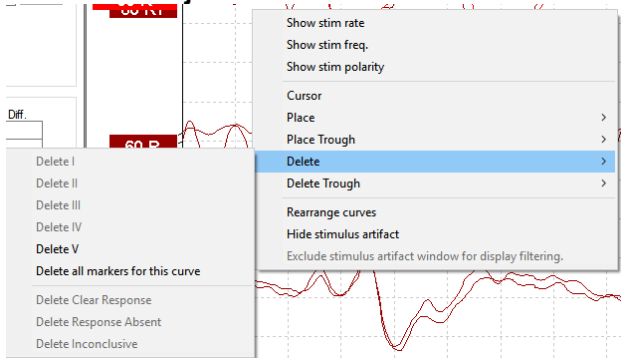 Show stim rate
Show stim freq.
Show stim polarity
Cursor
Place
Place Trough
Delete
Delete Trough
Rearrange curves
Hide stimulus artifact
Exclude stimulus artifact window for display filtering.
Diff.
Delete I
Delete II
Delete III
Delete IV
Delete V
Delete all markers for this curve
Delete Clear Response
Delete Response Absent
Delete Inconclusive